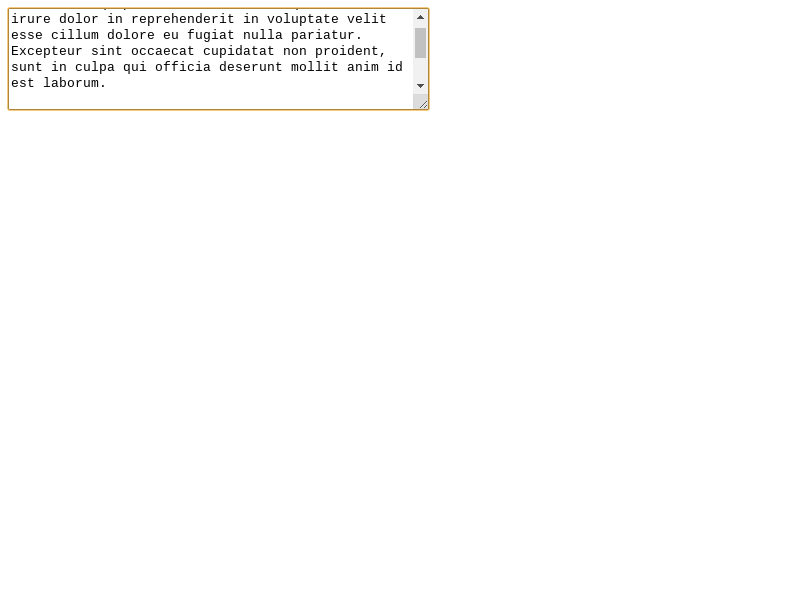 irure dolor in reprehenderit in voluptate velit
esse cillum dolore eu fugiat nulla pariatur.
Excepteur sint occaecat cupidatat non proident,
sunt in culpa qui officia deserunt mollit anim id
est laborum.